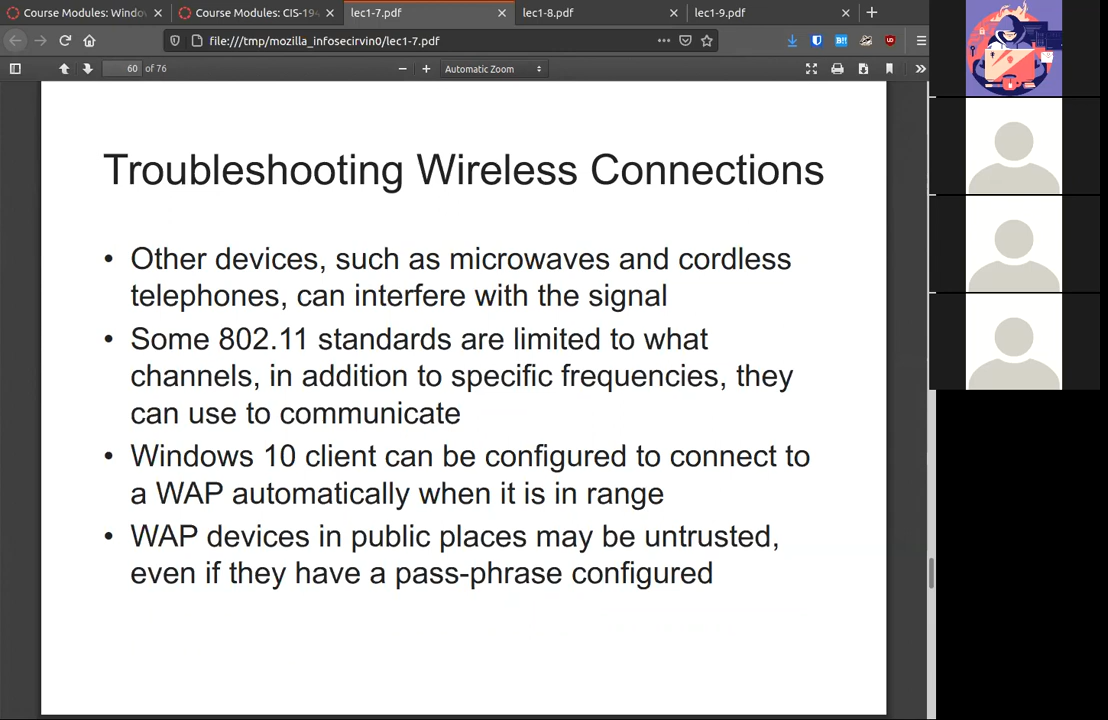 Course Modules: Windo
Course Modules: CIS-194
lec1-7.pdf
lec1-8.pdf
lec1-9.pdf
file:///tmp/mozilla_infosecirvin0/lec1-7.pdf
60 of 76
Automatic Zoom
Troubleshooting Wireless Connections
• Other devices, such as microwaves and cordless
telephones, can interfere with the signal
• Some 802.11 standards are limited to what
channels, in addition to specific frequencies, they
can use to communicate
• Windows 10 client can be configured to connect to
a WAP automatically when it is in range
• WAP devices in public places may be untrusted,
even if they have a pass-phrase configured